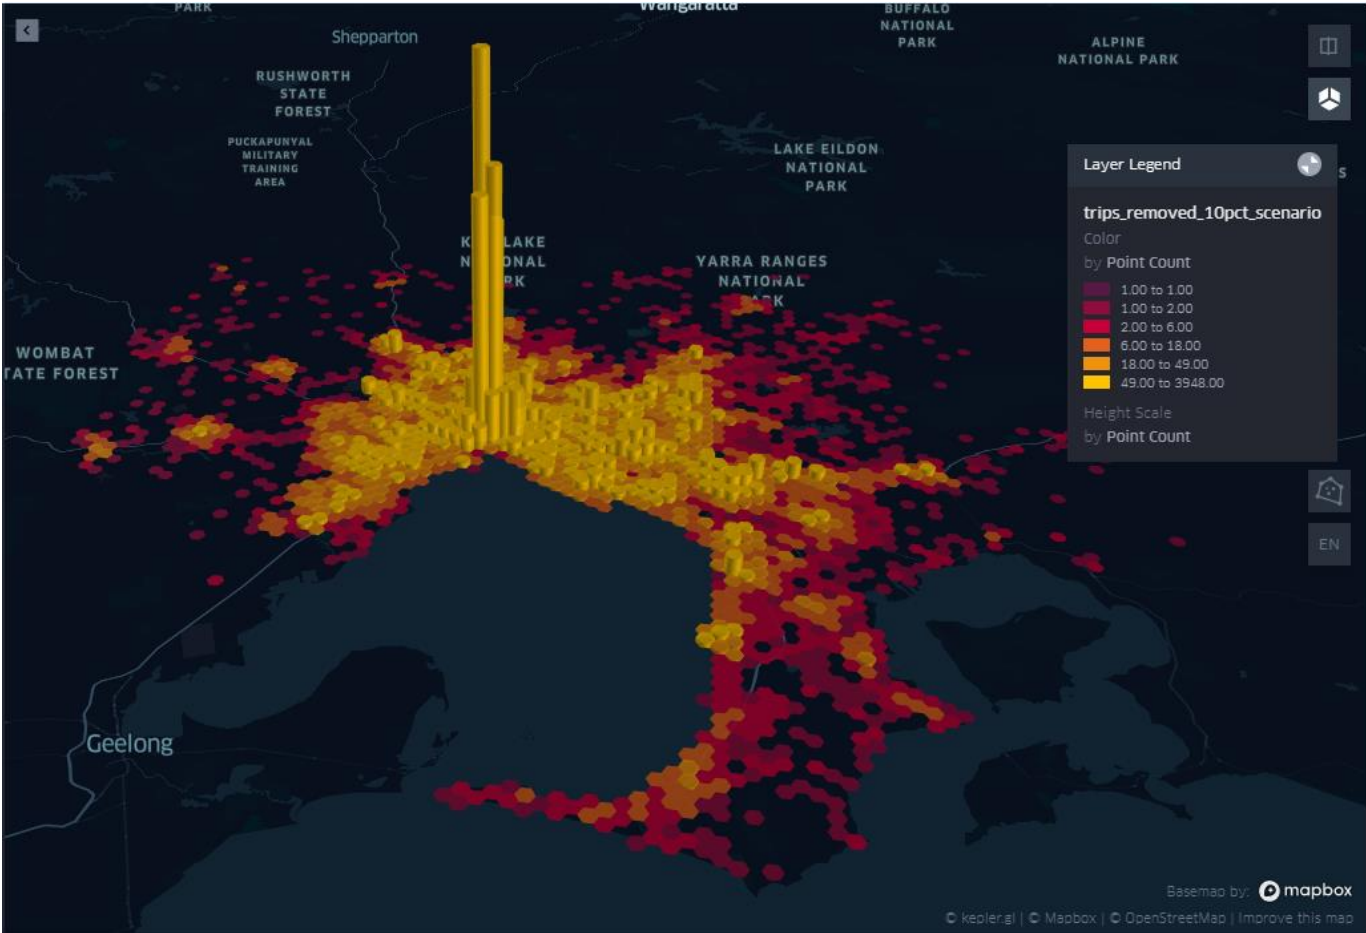 PARK
Wangaratta
BUFFALO
NATIONAL
PARK
Shepparton
ALPINE
NATIONAL PARK
RUSHWORTH
STATE
FOREST
PUCKAPUNYAL
MILITARY
TRAINING
AREA
LAKE EILDON
NATIONAL
PARK
Layer Legend
S
trips_removed_10pct_scenario
Color
by Point Count
1.00 to 1.00
1.00 to 2.00
2.00 to 6.00
6.00 to 18.00
18.00 to 49.00
49.00 to 3948.00
Height Scale
by Point Count
K LAKE
N ONAL
RK
YARRA RANGES
NATIONAL
ARK
WOMBAT
TATE FOREST
EN
Geelong
Basemap by: mapbox
© kepler.gl | © Mapbox | © OpenStreetMap | Improve this map